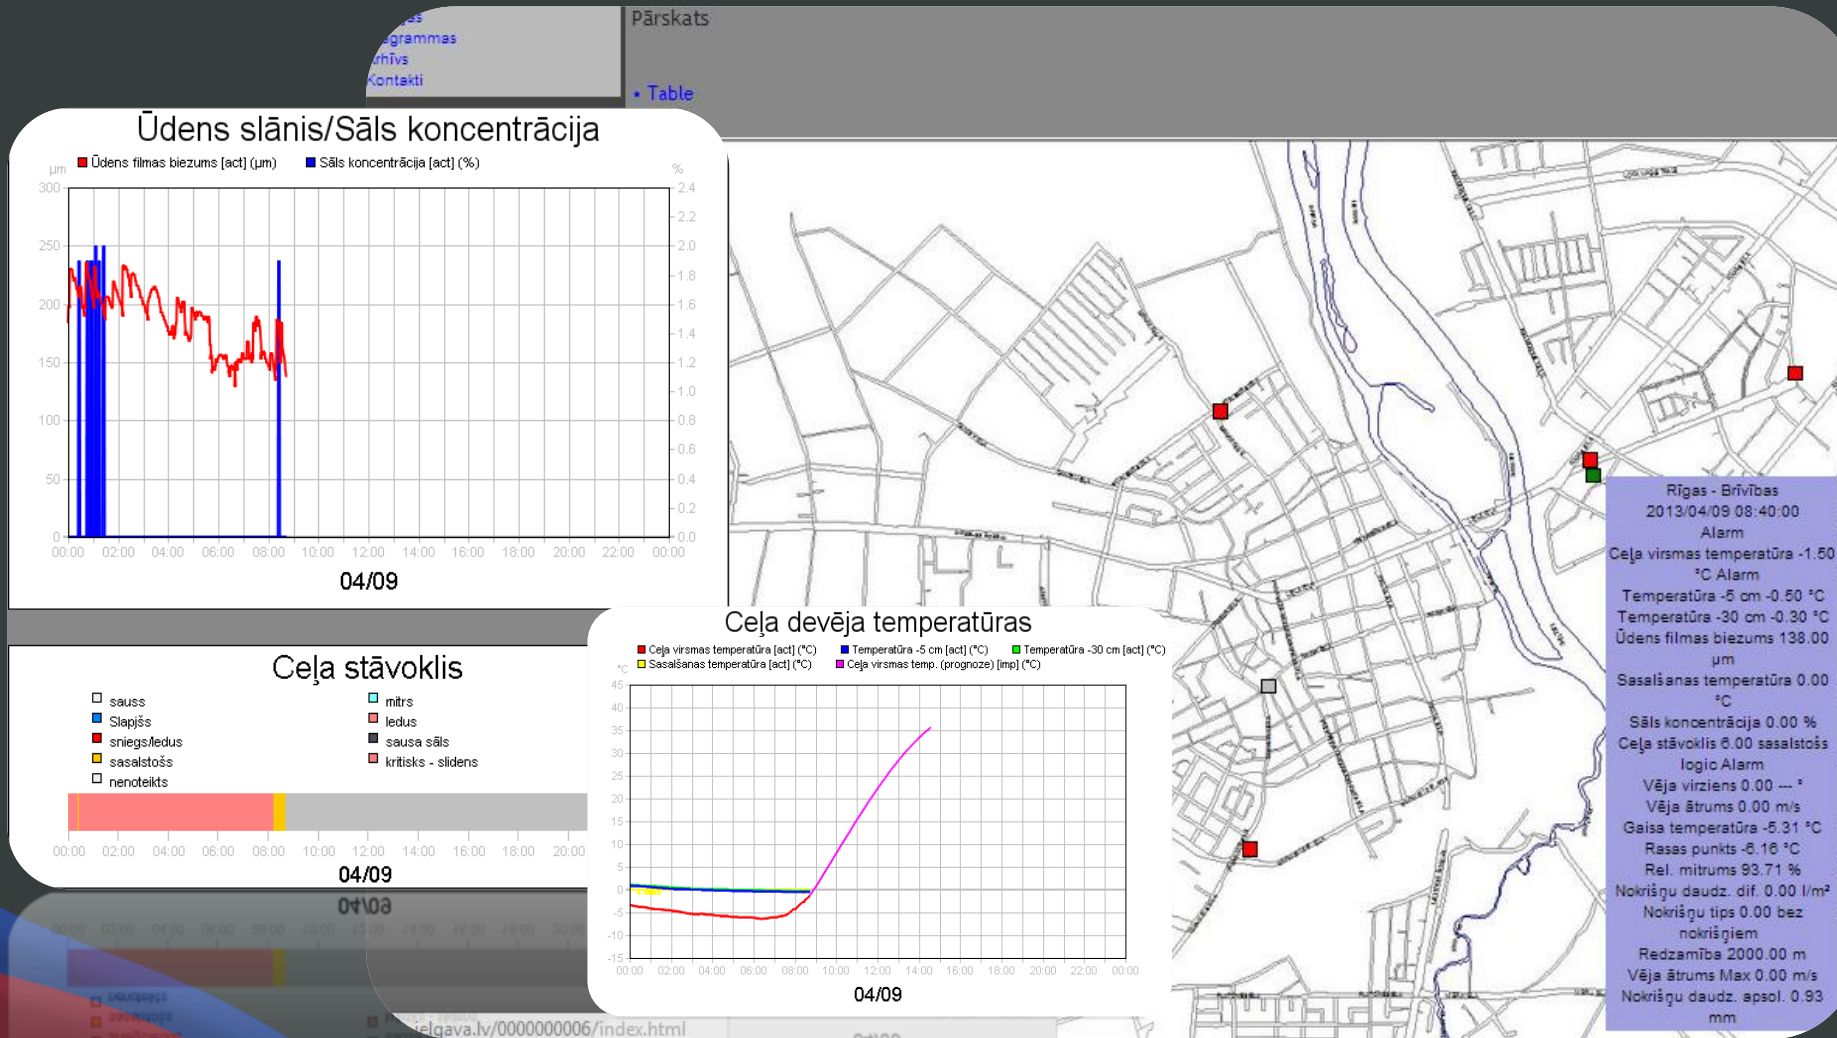 Pārskats
grammas
Kontakti
• Table
Ūdens slānis/Sāls koncentrācija
Ūdens filmas biezums [act] (µm)
Sāls koncentrācija [act] (%)
µm
%
300
250
200
150
100
50
0
2.4
2.2
2.0
1.8
1.6
1.4
1.2
1.0
0.8
0.6
0.4
0.2
0.0
00:00 02:00 04:00 06:00 08:00 10:00 12:00 14:00 16:00 18:00 20:00 22:00 00:00
04/09
Ceļa stāvoklis
sauss
mitrs
Slapjšs
ledus
sniegs/ledus
sausa sāls
sasalstošs
kritisks - slidens
nenoteikts
00:00 02:00 04:00 06:00 08:00 10:00 12:00 14:00 16:00 18:00 20:00
04/09
Ceļa devēja temperatūras
Ceļa virsmas temperatūra [act] (°C)
Temperatūra -5 cm [act] (°C)
Temperatūra -30 cm [act] (°C)
Sasalšanas temperatūra [act] (°C)
Ceļa virsmas temp. (prognoze) [imp] (°C)
°C
45
40
35
30
25
20
15
10
5
0
-5
-10
-15
00:00 02:00 04:00 06:00 08:00 10:00 12:00 14:00 16:00 18:00 20:00 22:00 00:00
04/09
Rīgas - Brīvības
2013/04/09 08:40:00
Alarm
Ceļa virsmas temperatūra -1.50
°C Alarm
Temperatūra -5 cm -0.50 °C
Temperatūra -30 cm -0.30 °C
Ūdens filmas biezums 138.00
µm
Sasalšanas temperatūra 0.00
°C
Sāls koncentrācija 0.00 %
Ceļa stāvoklis 6.00 sasalstošs
logic Alarm
Vēja virziens 0.00 --- °
Vēja ātrums 0.00 m/s
Gaisa temperatūra -5.31 °C
Rasas punkts -6.16 °C
Rel. mitrums 93.71 %
Nokrišņu daudz. dif. 0.00 l/m²
Nokrišņu tips 0.00 bez
nokrišņiem
Redzamība 2000.00 m
Vēja ātrums Max 0.00 m/s
Nokrišņu daudz. apsol. 0.93
mm
jelgava.lv/0000000006/index.html